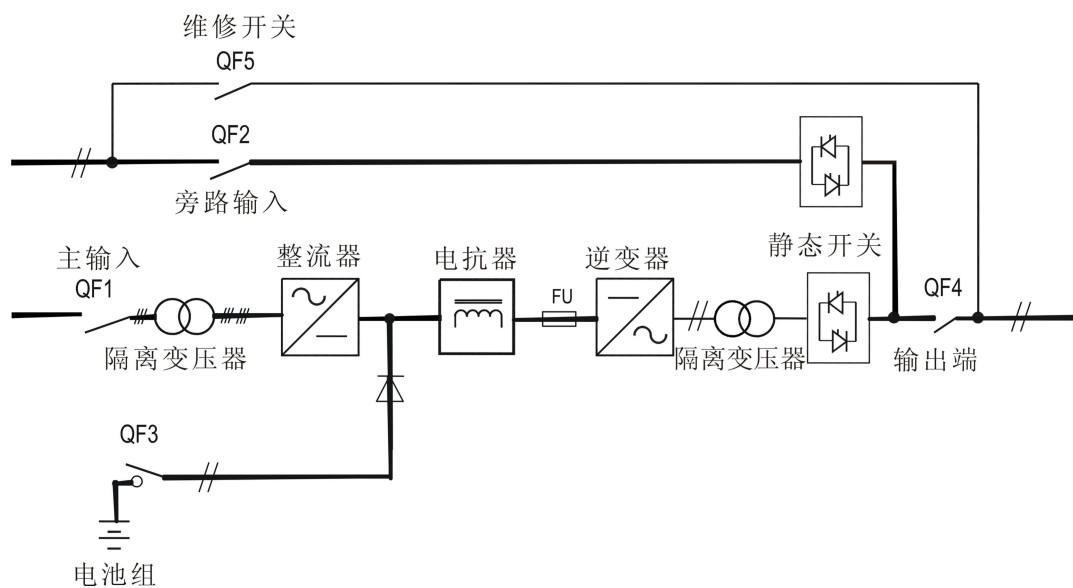 维修开关
QF5
QF2
旁路输入
主输入
QF1
隔离变压器
整流器
电抗器
FU
逆变器
隔离变压器
静态开关
QF4
输出端
QF3
电池组